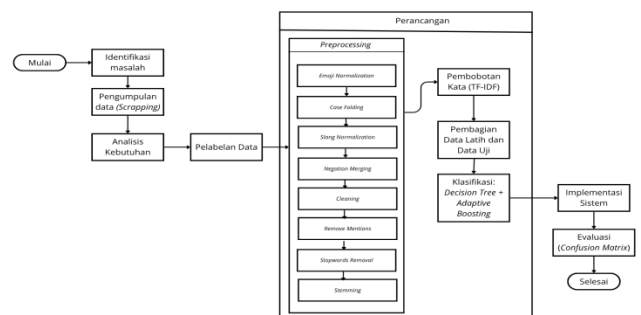 Perancangan
Mulai
Identifikasi
masalah
Pengumpulan
data (Scrapping)
Analisis
Kebutuhan
Pelabelan Data
Preprocessing
Emoji Normalization
Case Folding
Slang Normalization
Negation Merging
Cleaning
Remove Mentions
Stopwords Removal
Stemming
Pembobotan
Kata (TF-IDF)
Pembagian
Data Latih dan
Data Uji
Klasifikasi:
Decision Tree +
Adaptive
Boosting
Implementasi
Sistem
Evaluasi
(Confusion Matrix)
Selesai